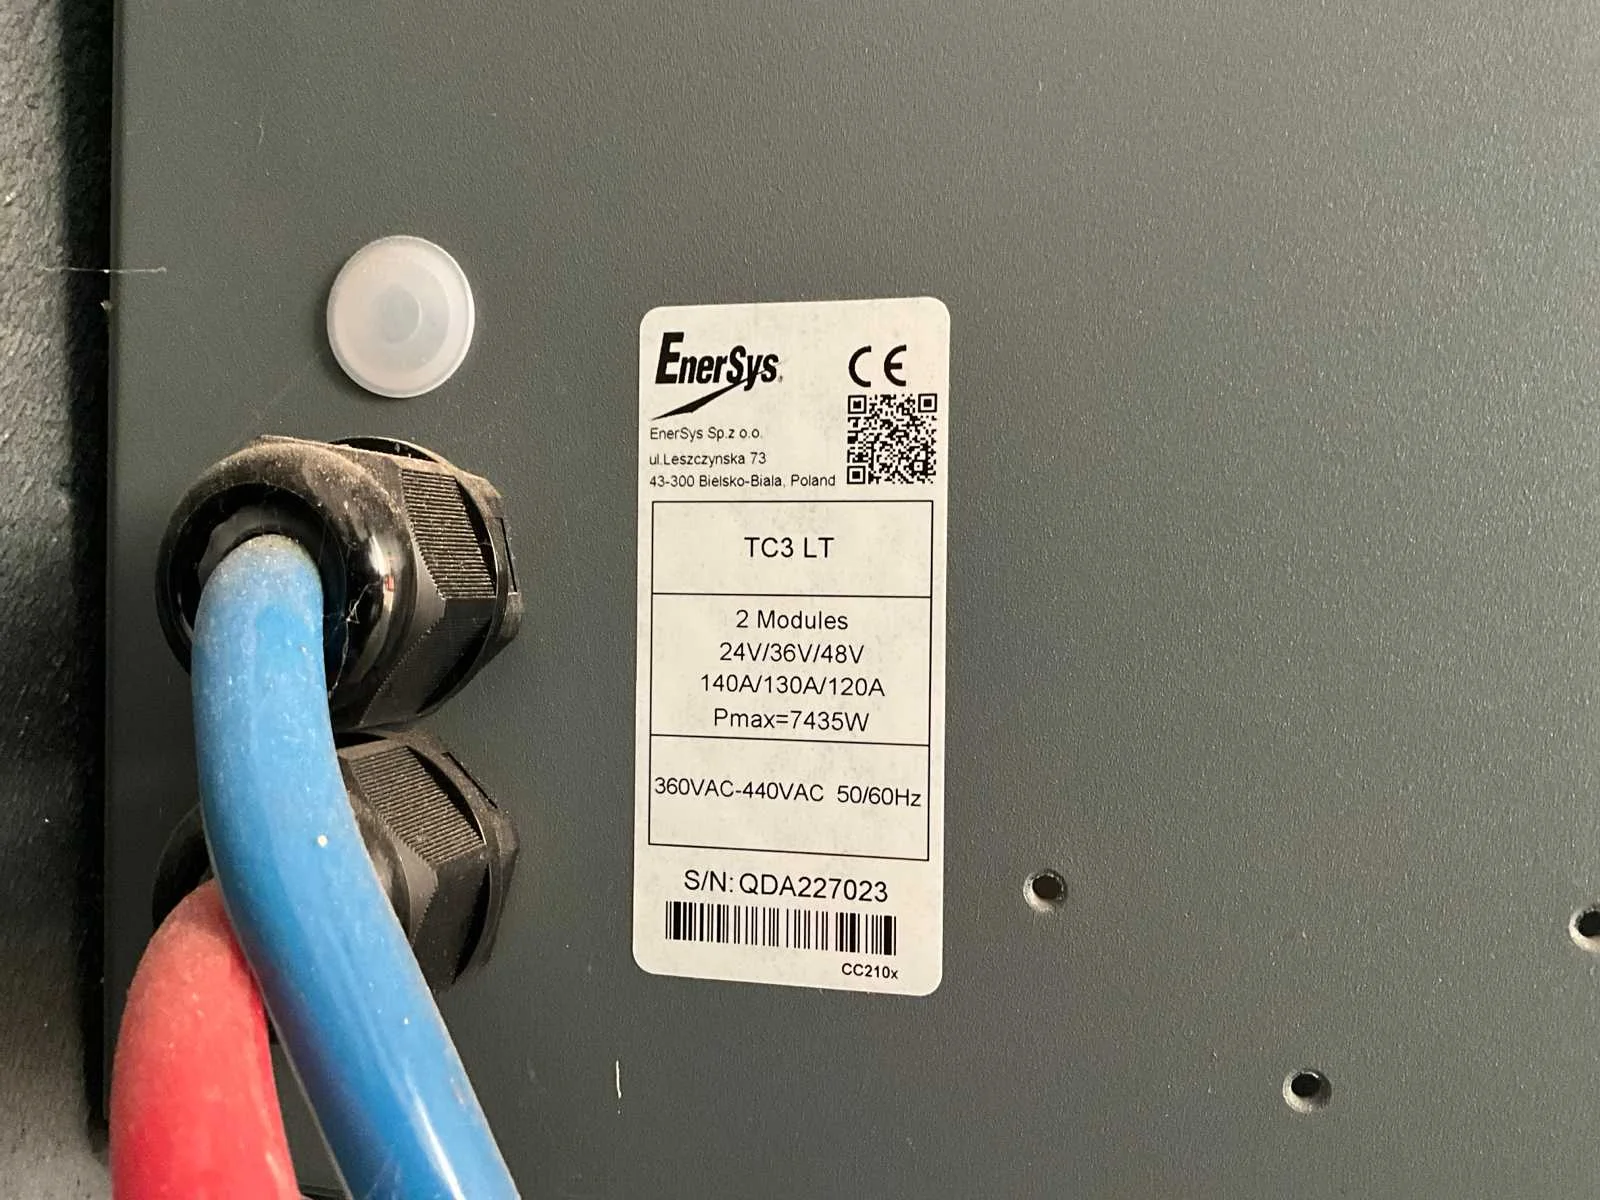 EnerSys
CE
EnerSys Sp.z o.o.
ul.Leszczynska 73
43-300 Bielsko-Biala, Poland
TC3 LT
2 Modules
24V/36V/48V
140A/130A/120A
Pmax=7435W
360VAC-440VAC 50/60Hz
S/N: QDA227023
CC210x